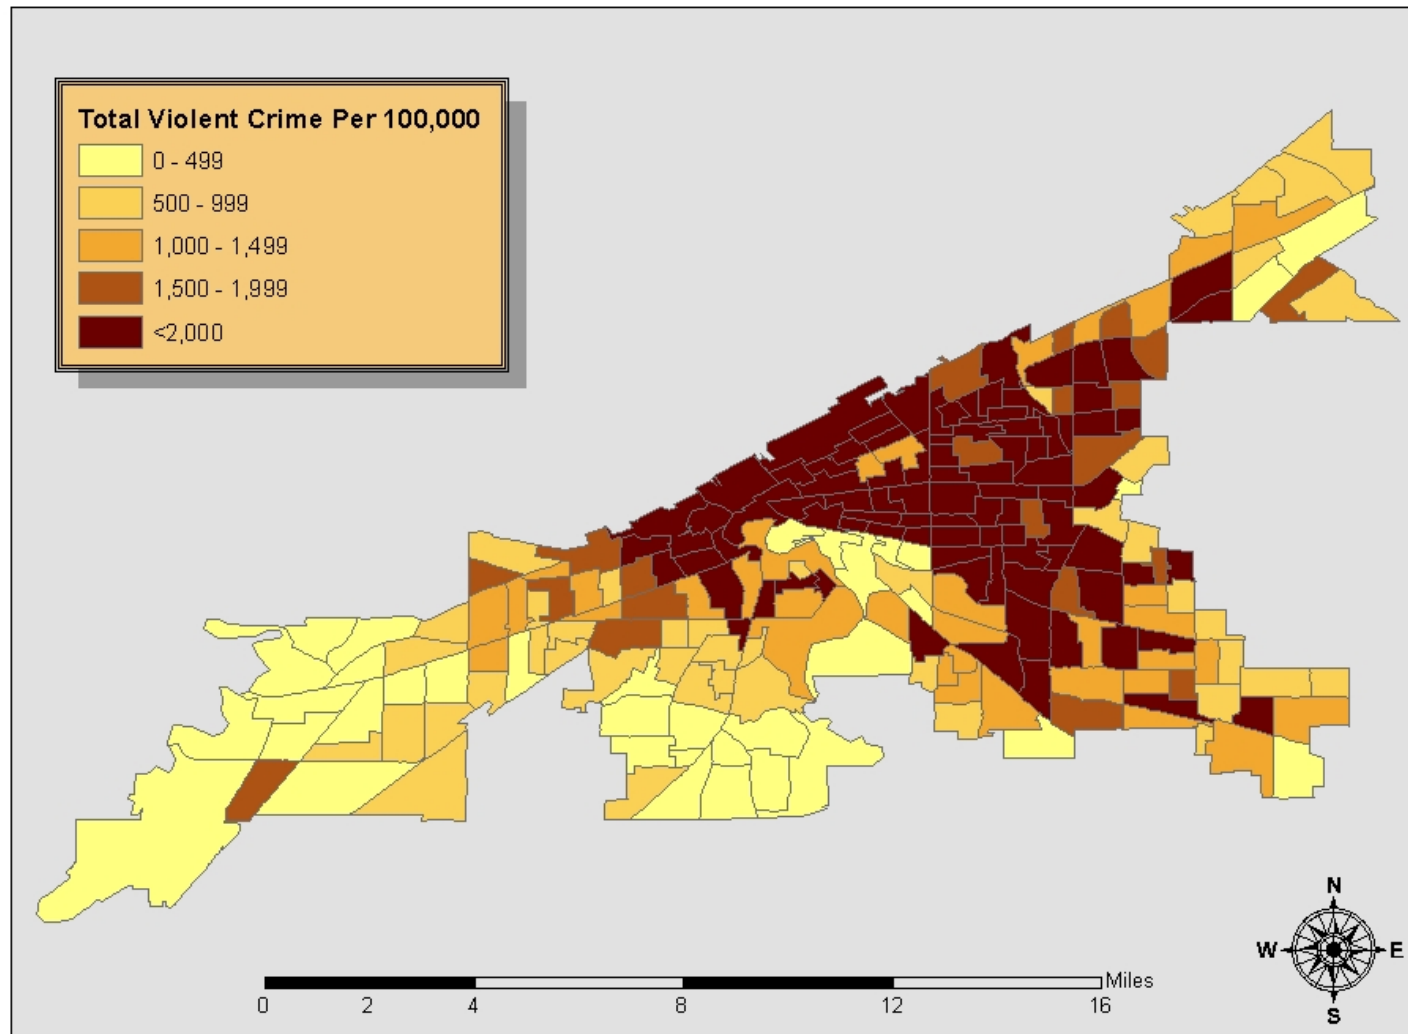 Total Violent Crime Per 100,000
0 - 499
500 - 999
1,000 - 1,499
1,500 - 1,999
<2,000
N
W E
S
Miles
0 2 4 8 12 16